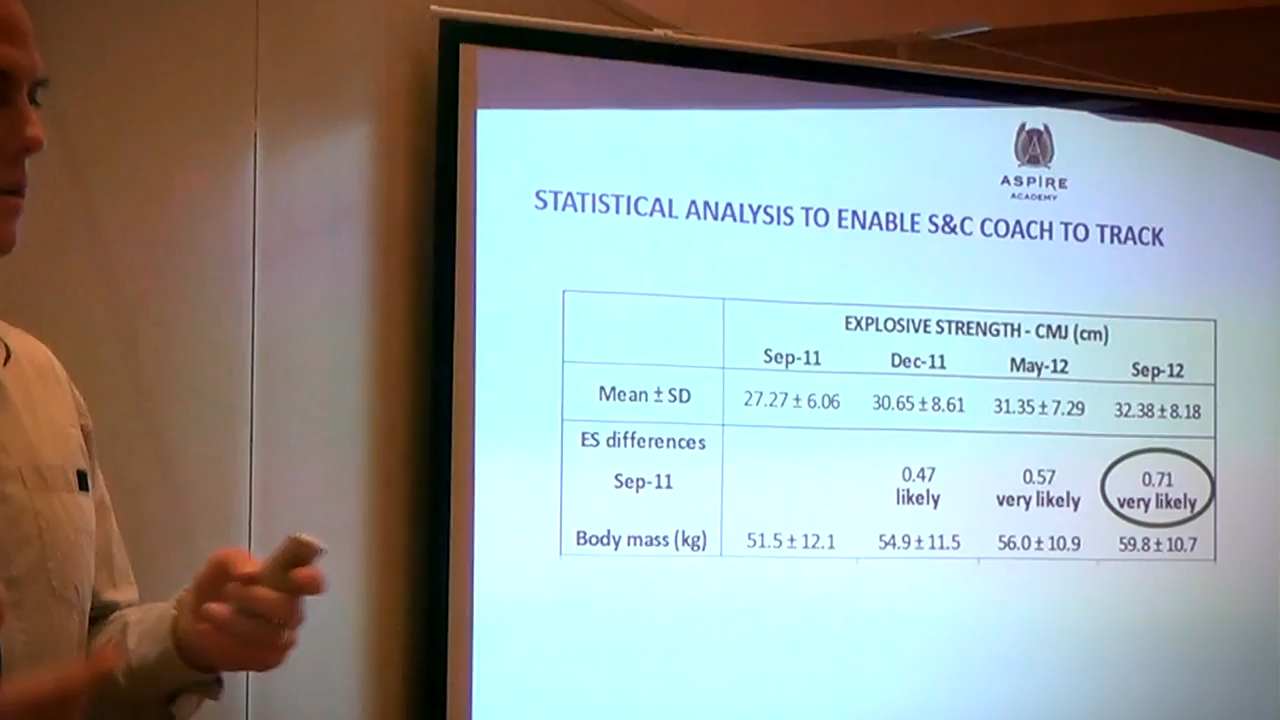 ASPIRE
ACADEMY
STATISTICAL ANALYSIS TO ENABLE S&C COACH TO TRACK
EXPLOSIVE STRENGTH - CMJ (cm)
Sep-11 Dec-11 May-12 Sep-12
Mean ± SD 27.27 ± 6.06 30.65 ± 8.61 31.35 ± 7.29 32.38 ± 8.18
ES differences
Sep-11 0.47 0.57 0.71
likely very likely very likely
Body mass (kg) 51.5 ± 12.1 54.9 ± 11.5 56.0 ± 10.9 59.8 ± 10.7